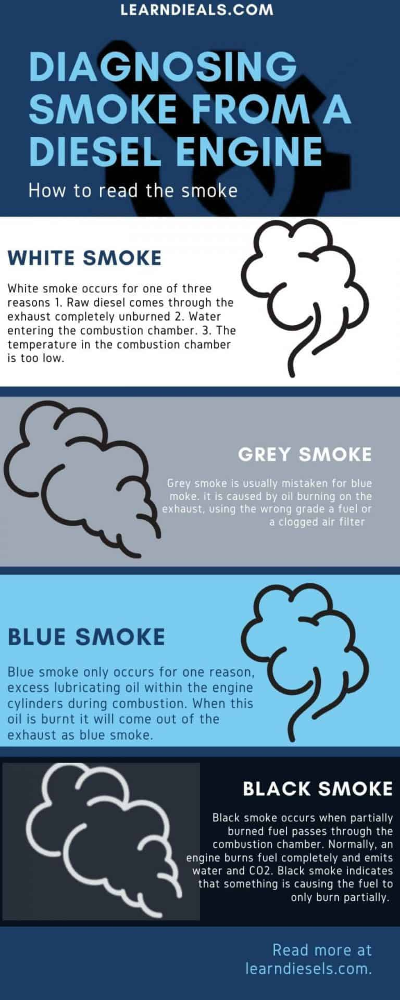 LEARNDIEALS.COM
DIAGNOSING
SMOKE FROM A
DIESEL ENGINE
How to read the smoke
WHITE SMOKE
White smoke occurs for one of three
reasons 1. Raw diesel comes through the
exhaust completely unburned 2. Water
entering the combustion chamber. 3. The
temperature in the combustion chamber
is too low.
GREY SMOKE
Grey smoke is usually mistaken for blue
moke. it is caused by oil burning on the
exhaust, using the wrong grade a fuel or
a clogged air filter
BLUE SMOKE
Blue smoke only occurs for one reason,
excess lubricating oil within the engine
cylinders during combustion. When this
oil is burnt it will come out of the
exhaust as blue smoke.
BLACK SMOKE
Black smoke occurs when partially
burned fuel passes through the
combustion chamber. Normally, an
engine burns fuel completely and emits
water and CO2. Black smoke indicates
that something is causing the fuel to
only burn partially.
Read more at
learndiesels.com.